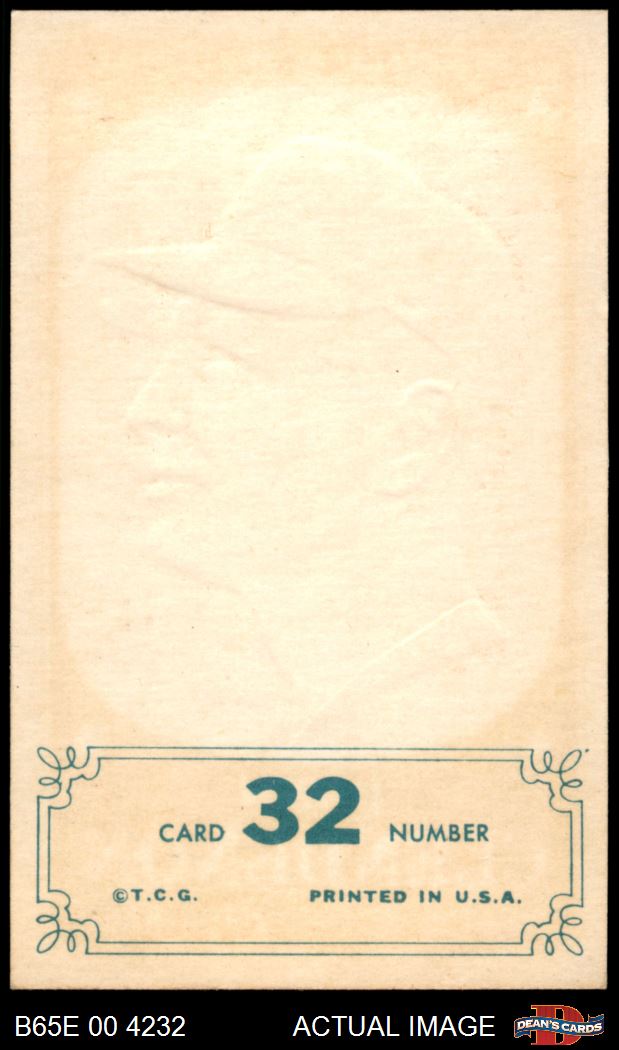 CARD 32 NUMBER
©T.C.G. PRINTED IN U.S.A.
B65E 00 4232 ACTUAL IMAGE DEAN'S CARDS